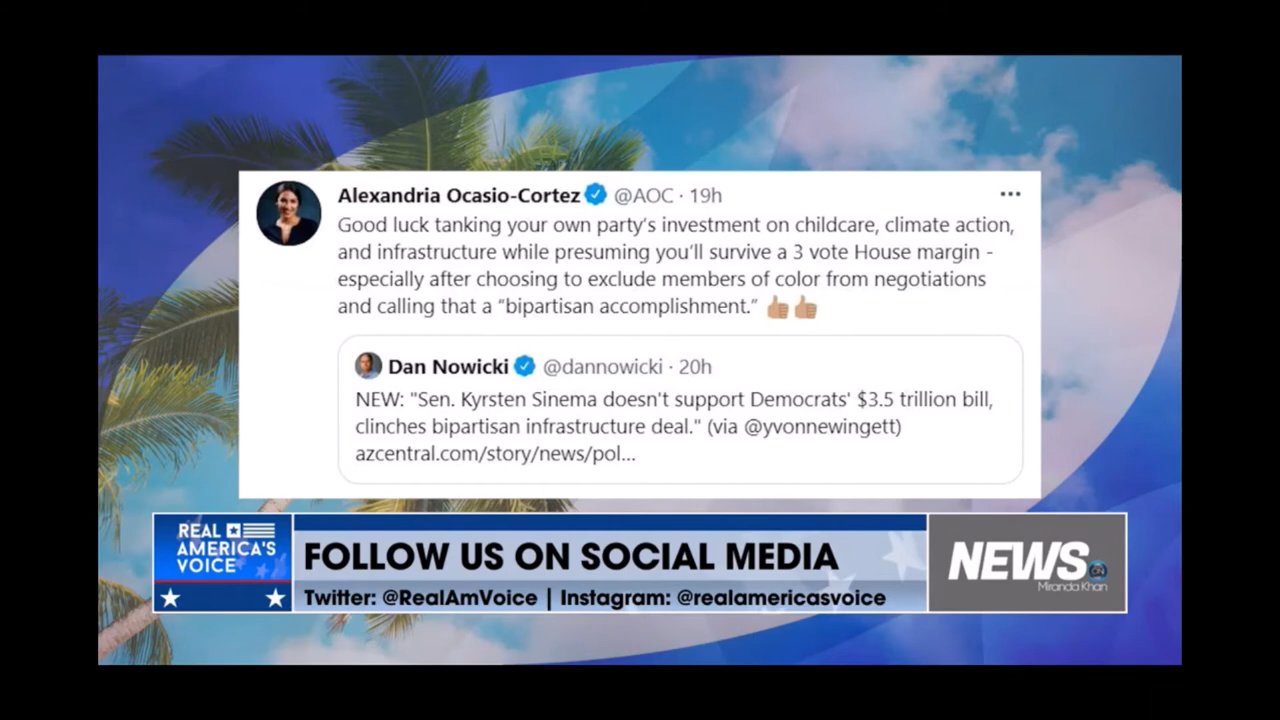 Alexandria Ocasio-Cortez @AOC · 19h
Good luck tanking your own party's investment on childcare, climate action,
and infrastructure while presuming you'll survive a 3 vote House margin -
especially after choosing to exclude members of color from negotiations
and calling that a “bipartisan accomplishment.” 👍🏽👍🏽
Dan Nowicki @dannowicki · 20h
NEW: "Sen. Kyrsten Sinema doesn't support Democrats' $3.5 trillion bill,
clinches bipartisan infrastructure deal." (via @yvonnewingett)
azcentral.com/story/news/pol...
REAL
AMERICA'S
VOICE
FOLLOW US ON SOCIAL MEDIA
Twitter: @RealAmVoice | Instagram: @realamericasvoice
NEWS
Miranda Khan